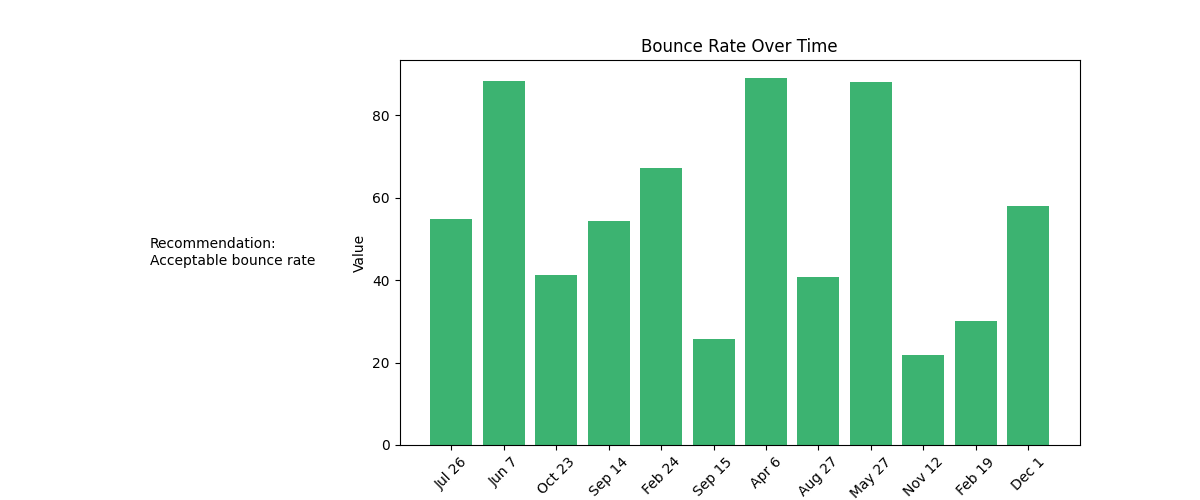 Bounce Rate Over Time
Recommendation:
Acceptable bounce rate
Value
80
60
40
20
0
Jul 26
Jun 7
Oct 23
Sep 14
Feb 24
Sep 15
Apr 6
Aug 27
May 27
Nov 12
Feb 19
Dec 1